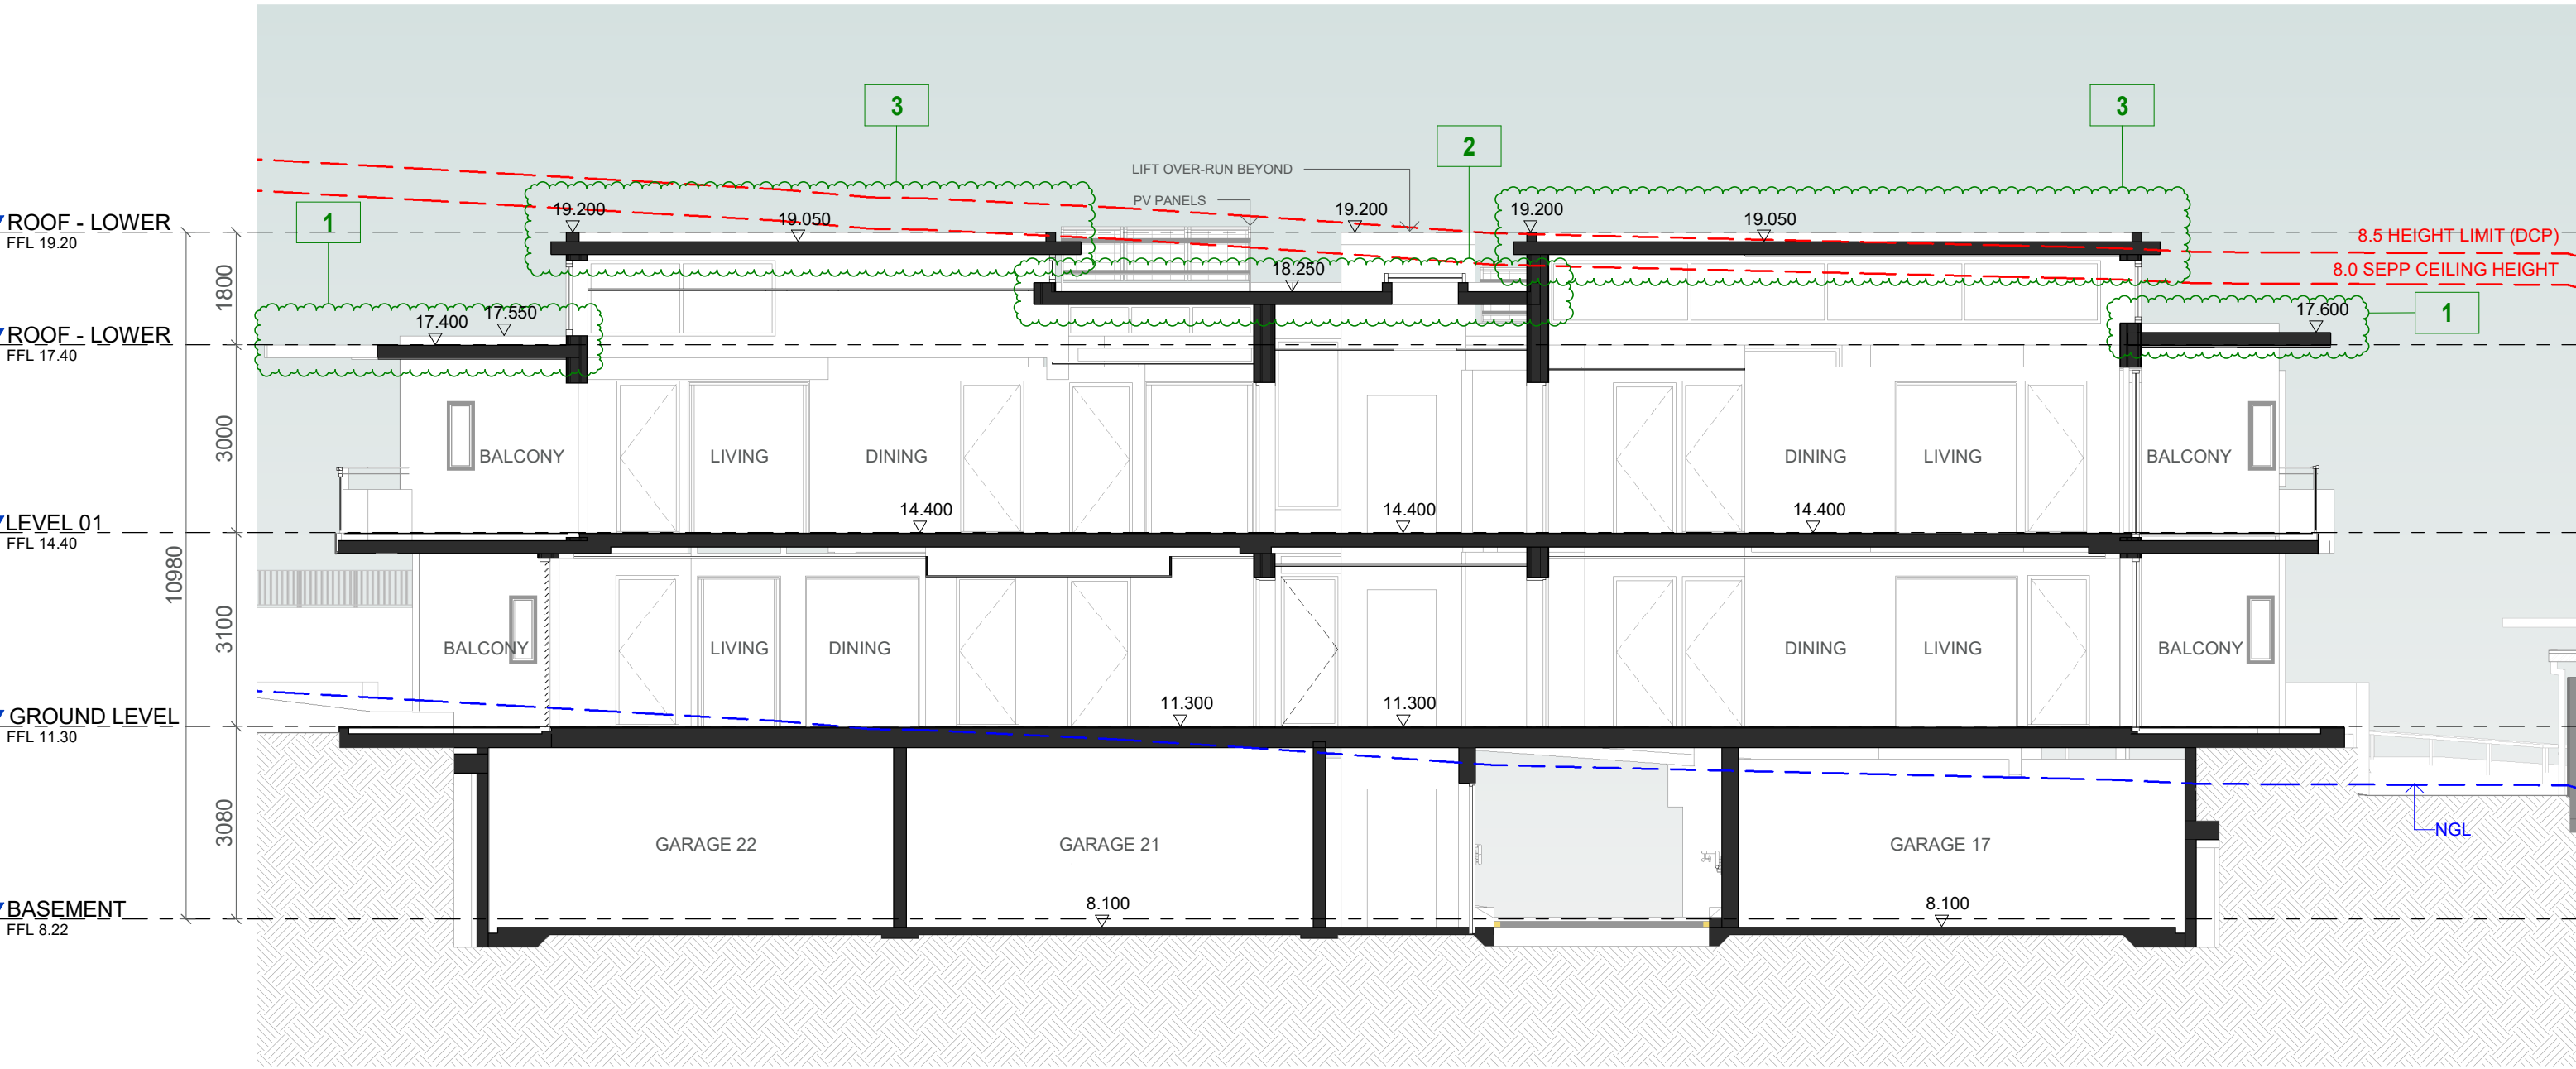 3
3
2
LIFT OVER-RUN BEYOND
PV PANELS
1
ROOF - LOWER
FFL 19.20
19.200
19.050
19.200
19.200
19.050
8.5 HEIGHT LIMIT (DCP)
8.0 SEPP CEILING HEIGHT
18.250
1800
1
17.600
17.550
17.400
ROOF - LOWER
FFL 17.40
3000
BALCONY
LIVING
DINING
DINING
LIVING
BALCONY
14.400
14.400
14.400
LEVEL 01
FFL 14.40
10980
3100
BALCONY
LIVING
DINING
DINING
LIVING
BALCONY
11.300
11.300
GROUND LEVEL
FFL 11.30
3080
GARAGE 22
GARAGE 21
GARAGE 17
NGL
8.100
8.100
BASEMENT
FFL 8.22